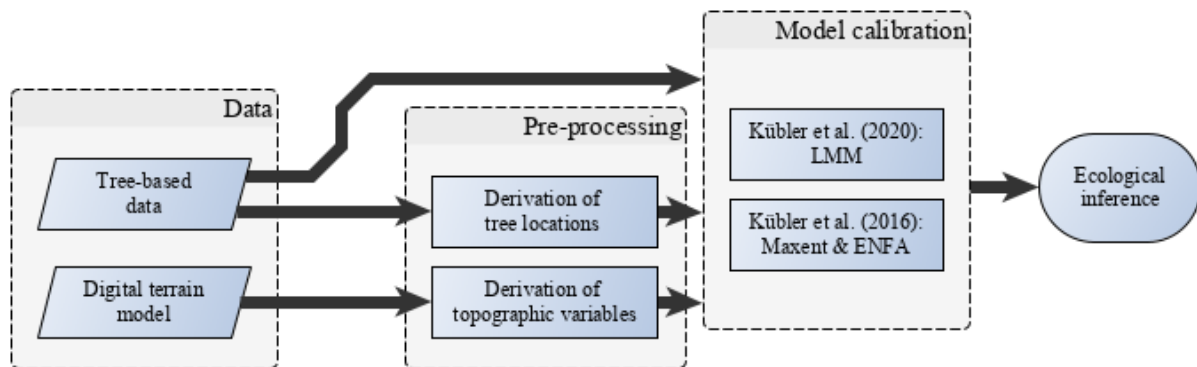 Data
Tree-based
data
Digital terrain
model
Pre-processing
Derivation of
tree locations
Derivation of
topographic variables
Model calibration
Kübler et al. (2020):
LMM
Kübler et al. (2016):
Maxent & ENFA
Ecological
inference